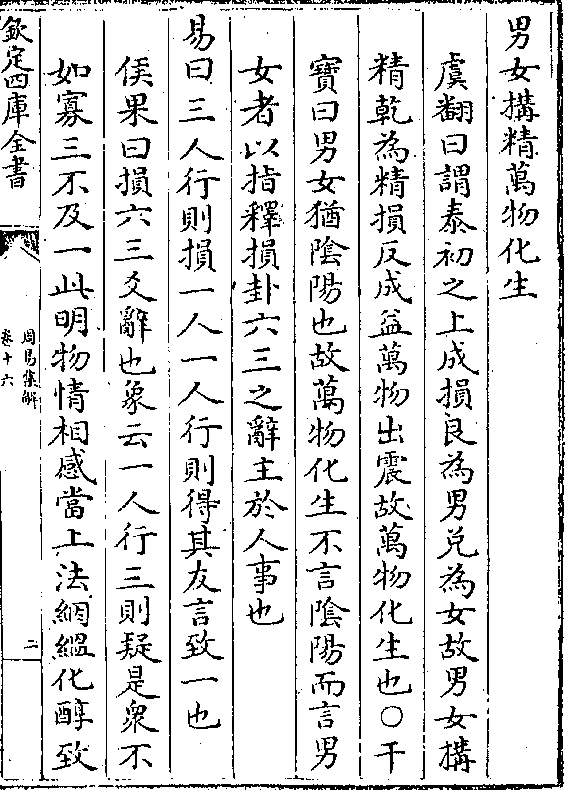 男女搆精萬物化生
虞翻曰謂泰初之上成損艮為男兌為女故男女搆
精乾為精損反成益萬物出震故萬物化生也○干
寶曰男女猶陰陽也故萬物化生不言陰陽而言男
女者以指釋損卦六三之辭主於人事也
易曰三人行則損一人一人行則得其友言致一也
侯果曰損六三爻辭也象云一人行三則疑是衆不
如寡三不及一此明物情相感當上法絪緼化醇致
欽定四庫全書
周易集解
卷十六
二